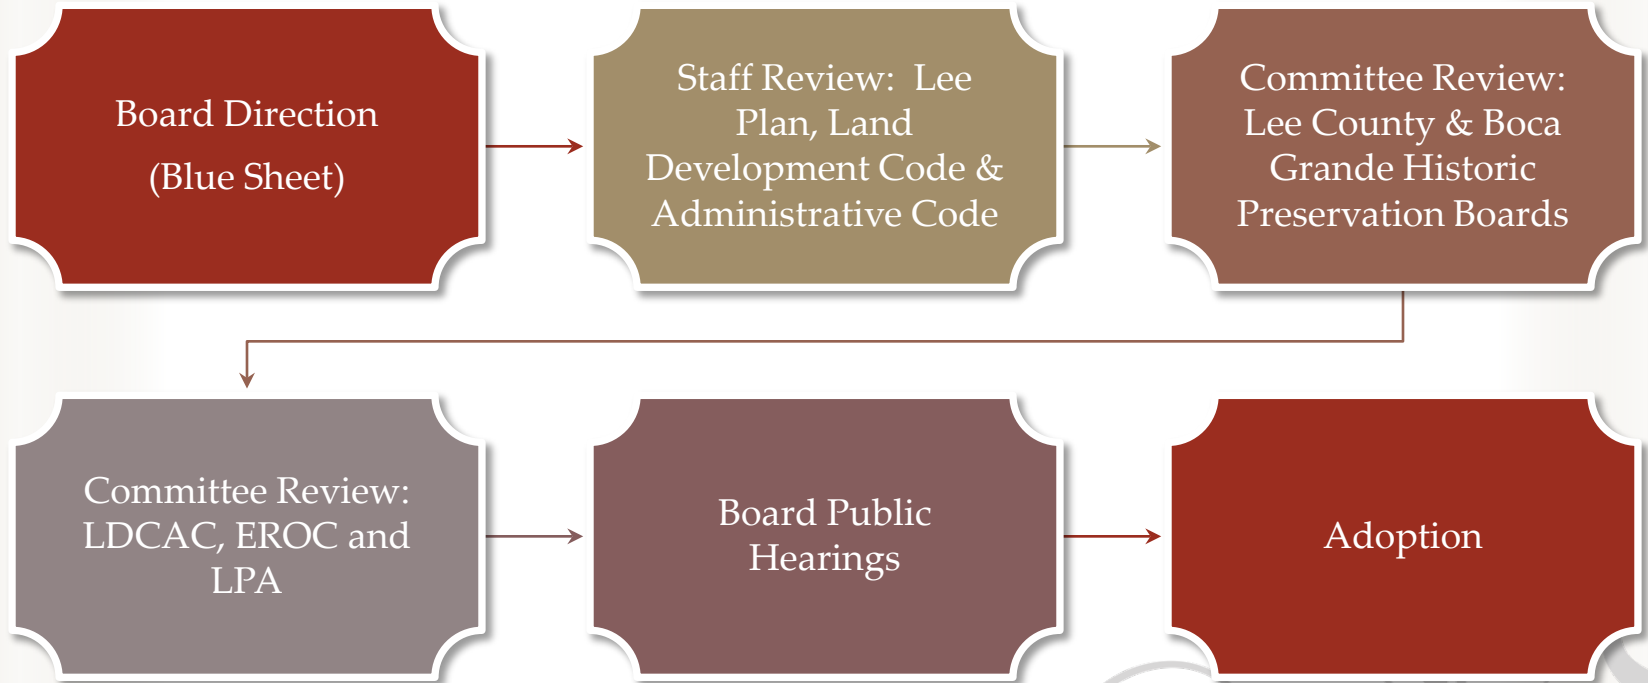 Board Direction
(Blue Sheet)
Staff Review:  Lee
Plan, Land
Development Code &
Administrative Code
Committee Review:
Lee County & Boca
Grande Historic
Preservation Boards
Committee Review:
LDCAC, EROC and
LPA
Board Public
Hearings
Adoption